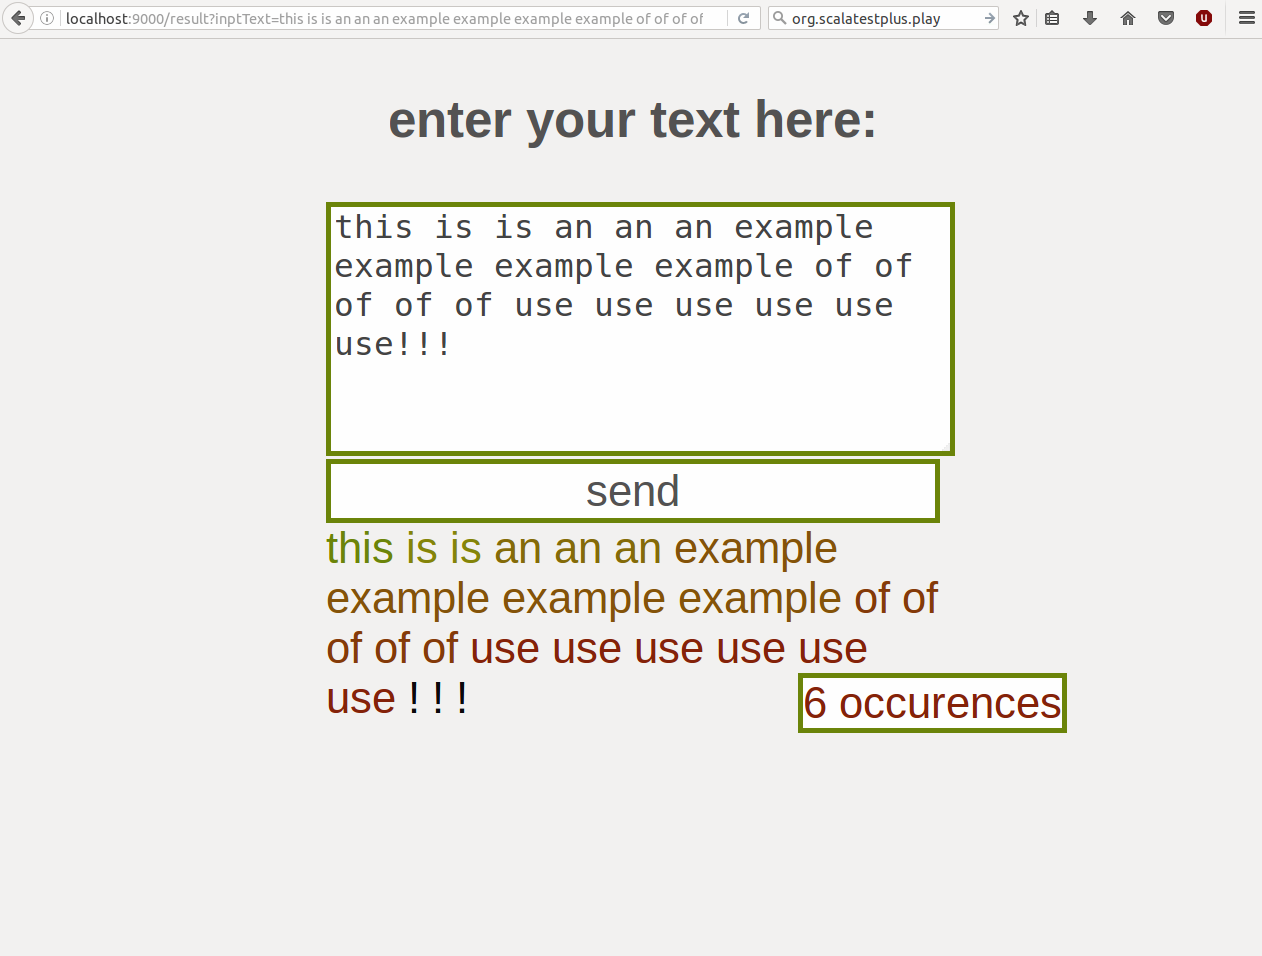 localhost:9000/result?inptText=this is is an an an example example example example of of of of
org.scalatestplus.play
enter your text here:
this is is an an an example
example example example of of
of of of use use use use use
use!!!
send
this is is an an an example
example example example of of
of of of use use use use use
use ! ! !
6 occurences